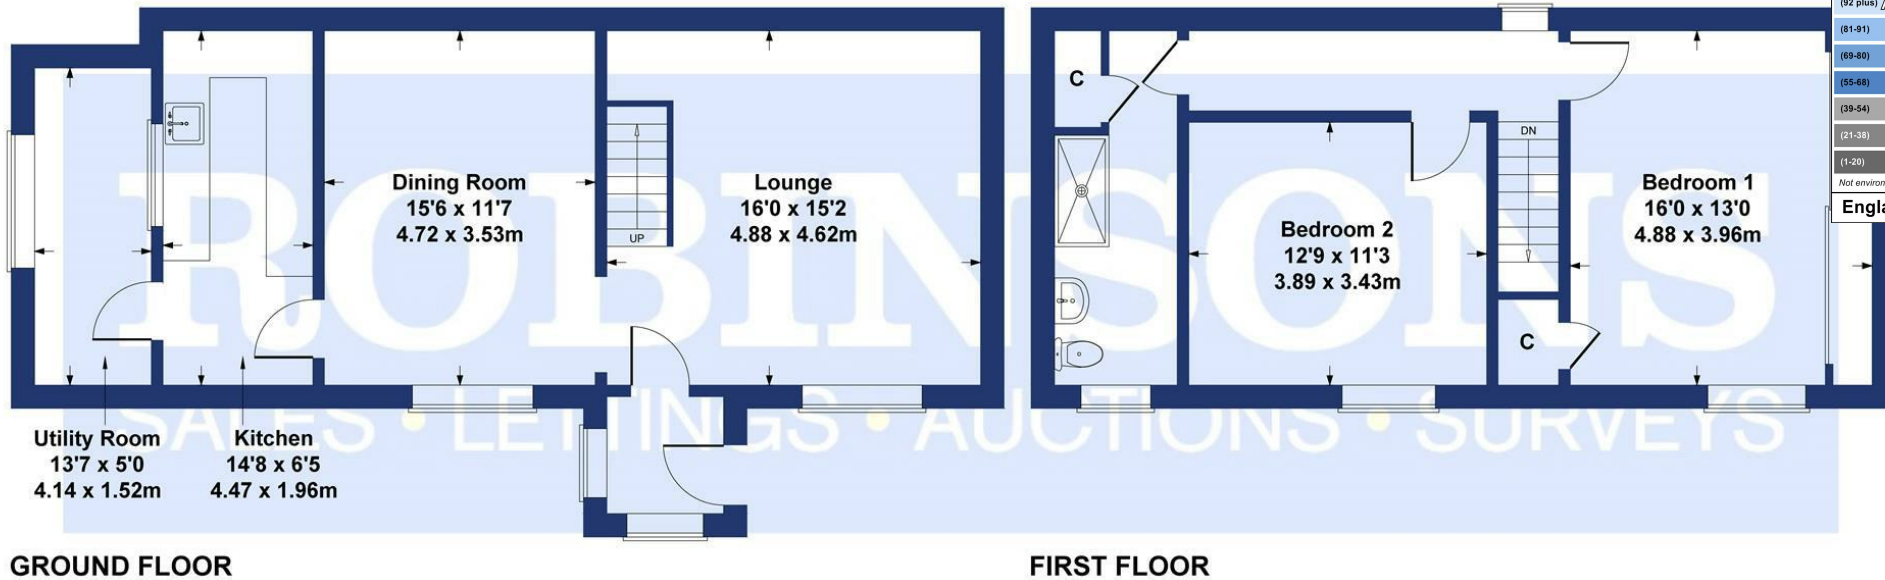 (92 plus)
(81-91)
(69-80)
(55-68)
(39-54)
(21-38)
(1-20)
Not environ
Engla
C
DN
Dining Room
15'6 x 11'7
4.72 x 3.53m
Lounge
16'0 x 15'2
4.88 x 4.62m
UP
Bedroom 2
12'9 x 11'3
3.89 x 3.43m
Bedroom 1
16'0 x 13'0
4.88 x 3.96m
C
ROBINSONS
SALES • LETTINGS • AUCTIONS • SURVEYS
Utility Room
13'7 x 5'0
4.14 x 1.52m
Kitchen
14'8 x 6'5
4.47 x 1.96m
GROUND FLOOR
FIRST FLOOR